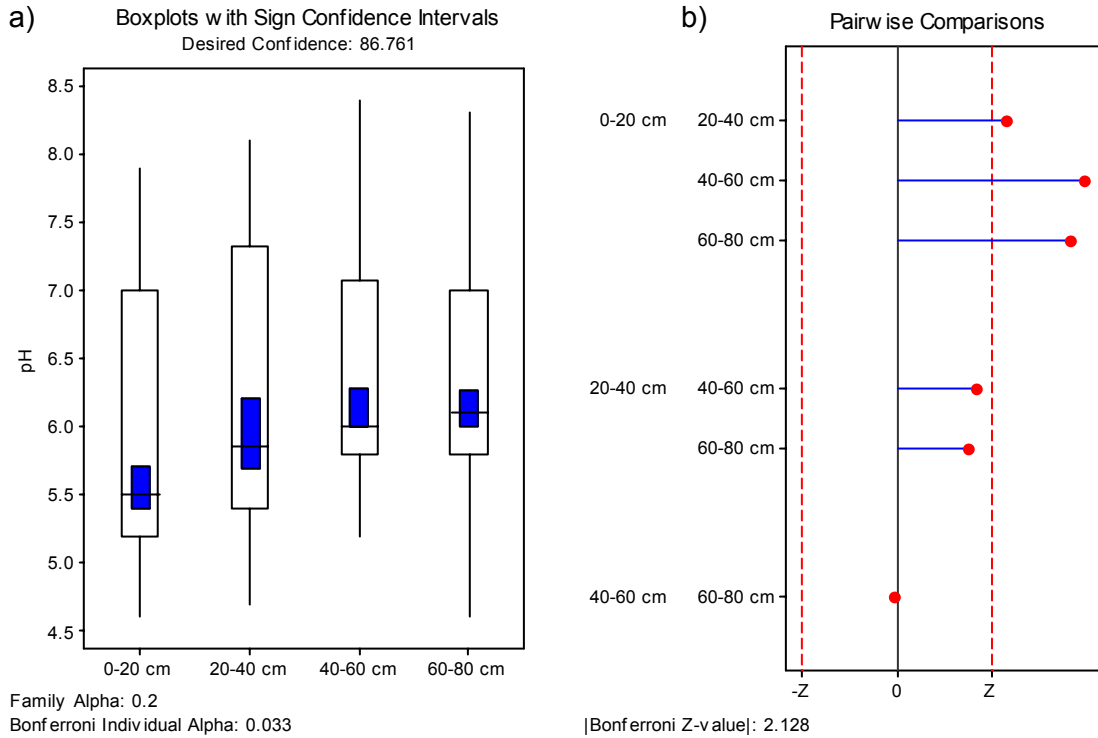 a)
Boxplots with Sign Confidence Intervals
Desired Confidence: 86.761
pH
8.5
8.0
7.5
7.0
6.5
6.0
5.5
5.0
4.5
0-20 cm 20-40 cm 40-60 cm 60-80 cm
Family Alpha: 0.2
Bonferroni Individual Alpha: 0.033
b)
Pairwise Comparisons
0-20 cm 20-40 cm
40-60 cm
60-80 cm
20-40 cm 40-60 cm
60-80 cm
40-60 cm 60-80 cm
-Z 0 Z
|Bonferroni Z-value|: 2.128